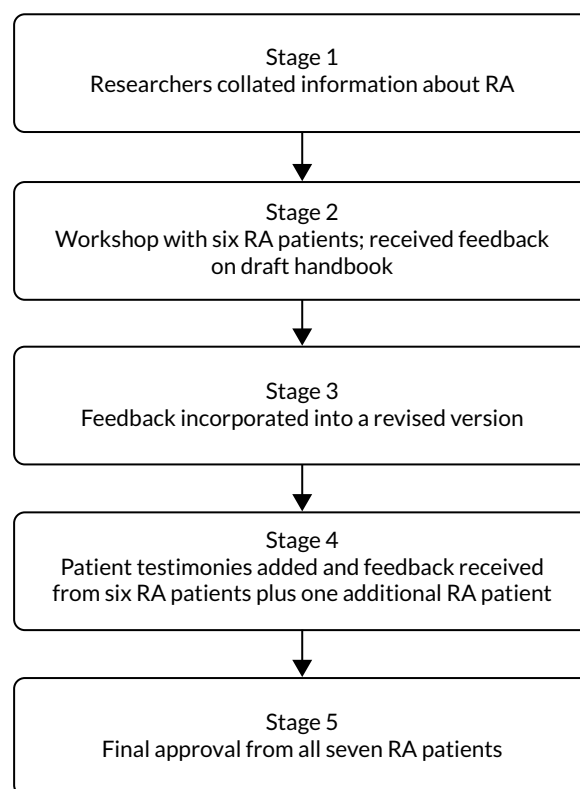 Stage 1
Researchers collated information about RA
Stage 2
Workshop with six RA patients; received feedback
on draft handbook
Stage 3
Feedback incorporated into a revised version
Stage 4
Patient testimonies added and feedback received
from six RA patients plus one additional RA patient
Stage 5
Final approval from all seven RA patients